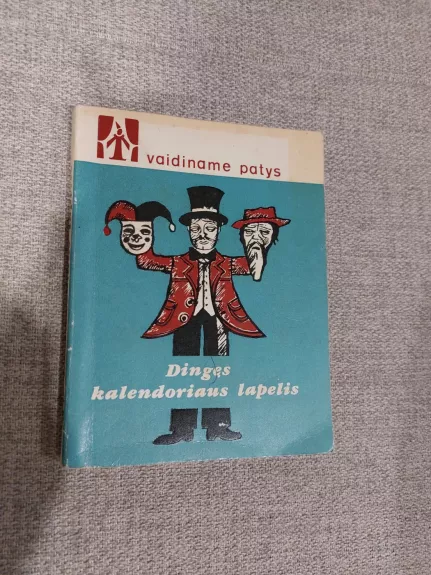 vaidiname patys
Dingęs
kalendoriaus lapelis